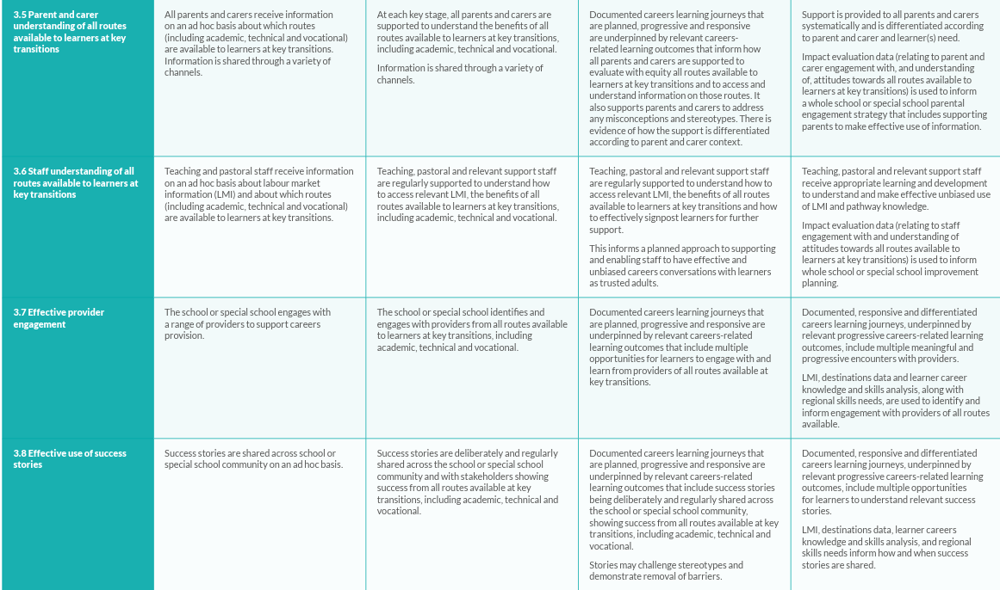 3.5 Parent and carer
understanding of all routes
available to learners at key
transitions
All parents and carers receive information
on an ad hoc basis about which routes
(including academic, technical and vocational)
are available to learners at key transitions.
Information is shared through a variety of
channels.
At each key stage, all parents and carers are
supported to understand the benefits of all
routes available to learners at key transitions,
including academic, technical and vocational.
Information is shared through a variety of
channels.
Documented careers learning journeys that
are planned, progressive and responsive
are underpinned by relevant careers-
related learning outcomes that inform how
all parents and carers are supported to
evaluate with equity all routes available to
learners at key transitions and to access and
understand information on those routes. It
also supports parents and carers to address
any misconceptions and stereotypes. There is
evidence of how the support is differentiated
according to parent and carer context.
Support is provided to all parents and carers
systematically and is differentiated according
to parent and carer and learner(s) need.
Impact evaluation data (relating to parent and
carer engagement with, and understanding
of, attitudes towards all routes available to
learners at key transitions) is used to inform
a whole school or special school parental
engagement strategy that includes supporting
parents to make effective use of information.
3.6 Staff understanding of all
routes available to learners at
key transitions
Teaching and pastoral staff receive information
on an ad hoc basis about labour market
information (LMI) and about which routes
(including academic, technical and vocational)
are available to learners at key transitions.
Teaching, pastoral and relevant support staff
are regularly supported to understand how
to access relevant LMI, the benefits of all
routes available to learners at key transitions,
including academic, technical and vocational.
Teaching, pastoral and relevant support staff
are regularly supported to understand how to
access relevant LMI, the benefits of all routes
available to learners at key transitions and how
to effectively signpost learners for further
support.
This informs a planned approach to supporting
and enabling staff to have effective and
unbiased careers conversations with learners
as trusted adults.
Teaching, pastoral and relevant support staff
receive appropriate learning and development
to understand and make effective unbiased use
of LMI and pathway knowledge.
Impact evaluation data (relating to staff
engagement with and understanding of
attitudes towards all routes available to
learners at key transitions) is used to inform
whole school or special school improvement
planning.
3.7 Effective provider
engagement
The school or special school engages with
a range of providers to support careers
provision.
The school or special school identifies and
engages with providers from all routes available
to learners at key transitions, including
academic, technical and vocational.
Documented careers learning journeys that
are planned, progressive and responsive are
underpinned by relevant careers-related
learning outcomes that include multiple
opportunities for learners to engage with and
learn from providers of all routes available at
key transitions.
Documented, responsive and differentiated
careers learning journeys, underpinned by
relevant progressive careers-related learning
outcomes, include multiple meaningful and
progressive encounters with providers.
LMI, destinations data and learner career
knowledge and skills analysis, along with
regional skills needs, are used to identify and
inform engagement with providers of all routes
available.
3.8 Effective use of success
stories
Success stories are shared across school or
special school community on an ad hoc basis.
Success stories are deliberately and regularly
shared across the school or special school
community and with stakeholders showing
success from all routes available at key
transitions, including academic, technical and
vocational.
Documented careers learning journeys that
are planned, progressive and responsive are
underpinned by relevant careers-related
learning outcomes that include success stories
being deliberately and regularly shared across
the school or special school community,
showing success from all routes available at key
transitions, including academic, technical and
vocational.
Stories may challenge stereotypes and
demonstrate removal of barriers.
Documented, responsive and differentiated
careers learning journeys, underpinned by
relevant progressive careers-related learning
outcomes, include multiple opportunities
for learners to understand relevant success
stories.
LMI, destinations data, learner careers
knowledge and skills analysis, and regional
skills needs inform how and when success
stories are shared.